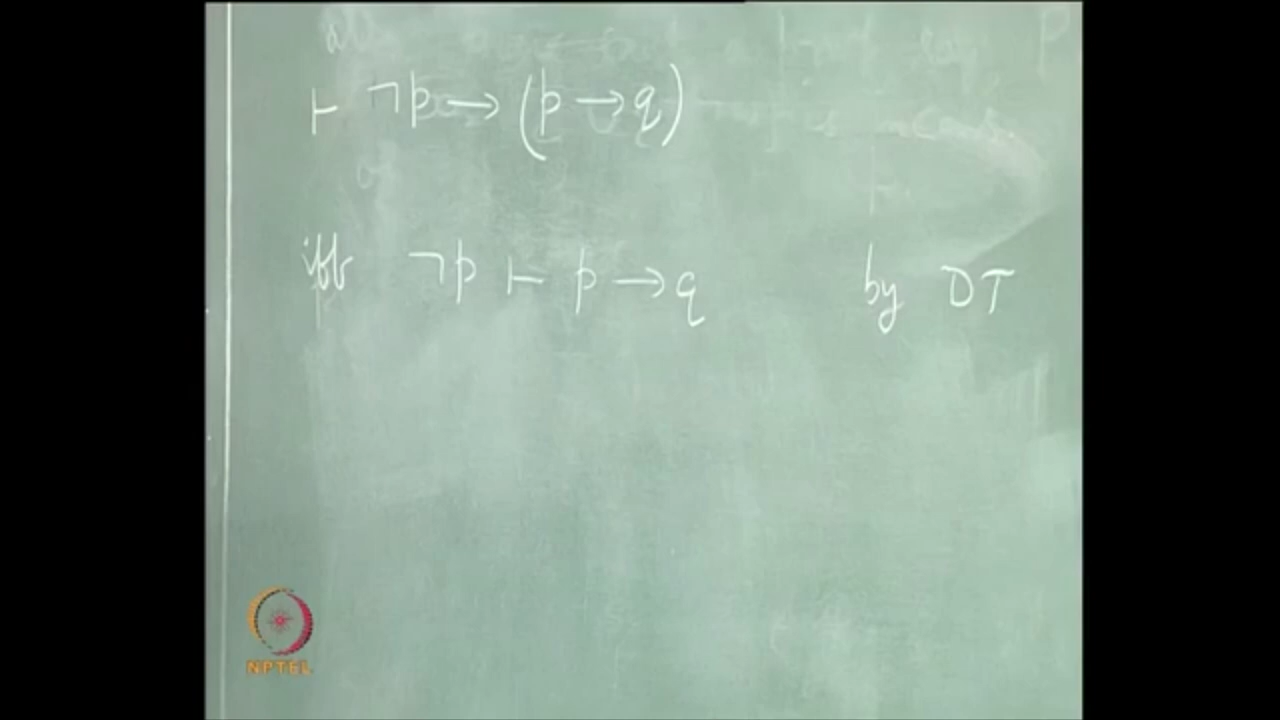 ⊢ ¬p → (p → q)
iff ¬p ⊢ p → q by DT
NPTEL